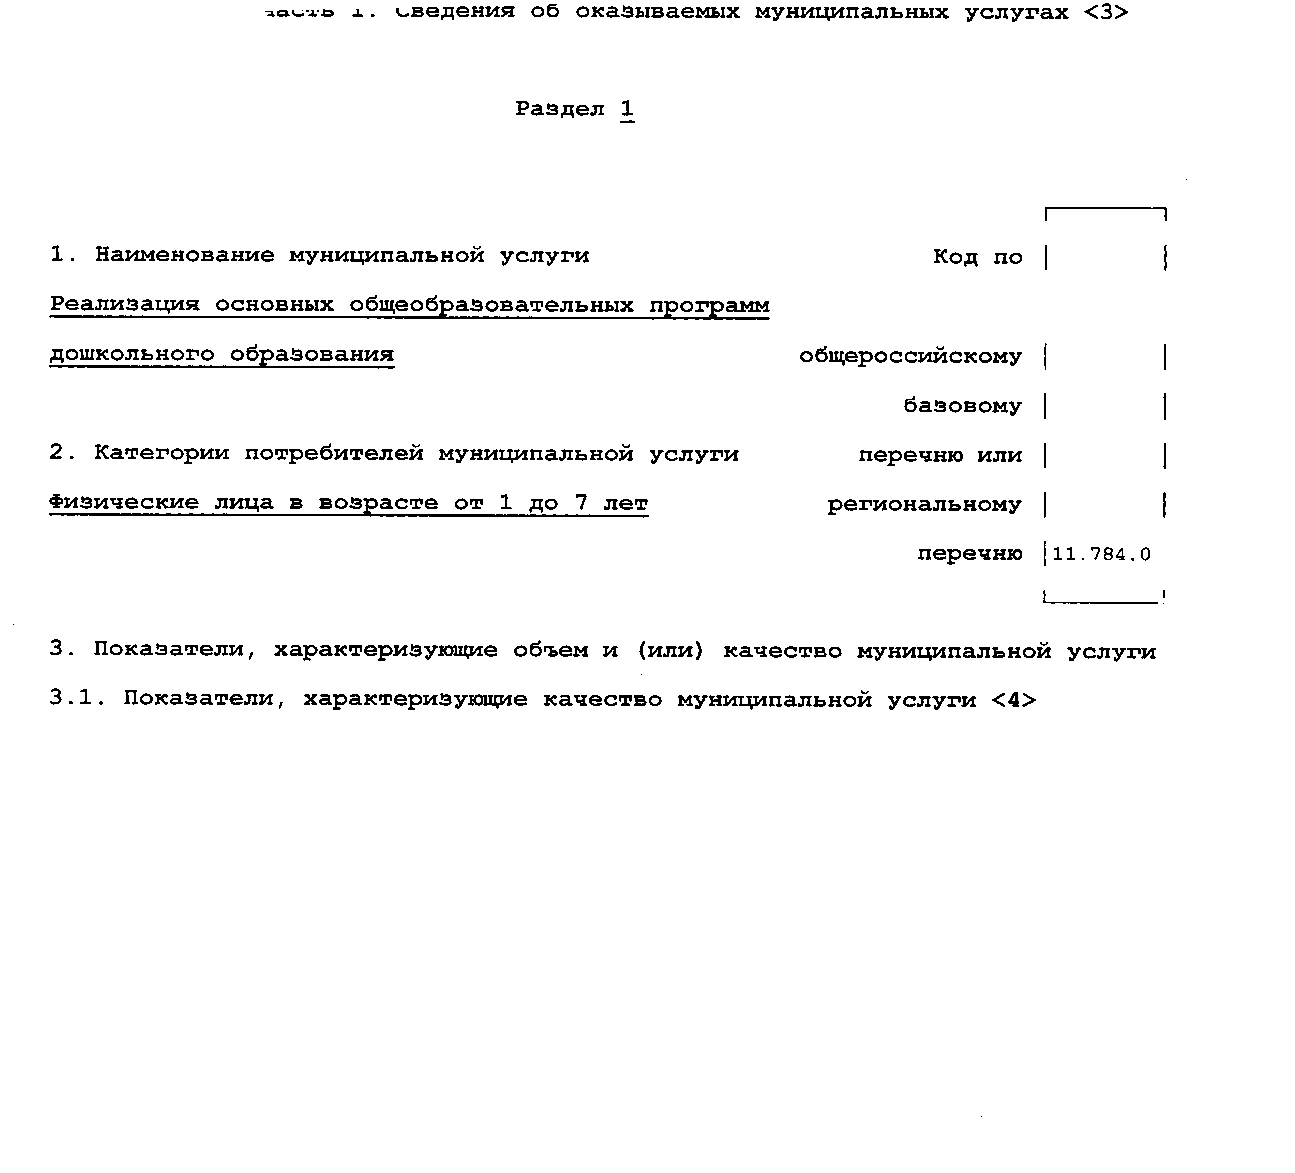 Часть 1. Сведения об оказываемых муниципальных услугах <3>
Раздел 1
1. Наименование муниципальной услуги Код по
Реализация основных общеобразовательных программ
дошкольного образования общероссийскому
базовому
2. Категории потребителей муниципальной услуги перечню или
Физические лица в возрасте от 1 до 7 лет региональному
перечню 11.784.0
3. Показатели, характеризующие объем и (или) качество муниципальной услуги
3.1. Показатели, характеризующие качество муниципальной услуги <4>